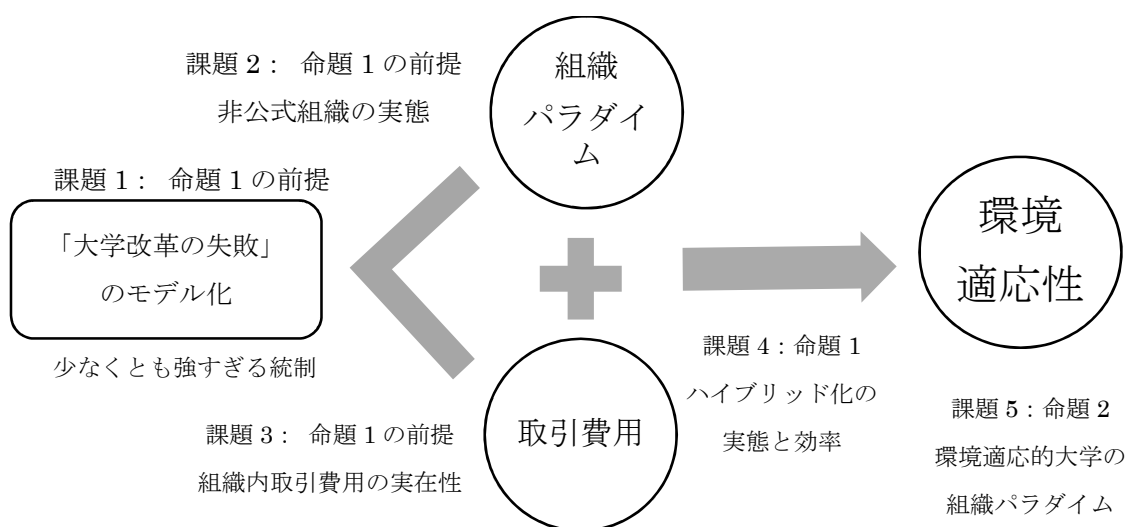 課題 2： 命題 1 の前提
非公式組織の実態
組織
パラダイ
ム
課題 1： 命題 1 の前提
「大学改革の失敗」
のモデル化
少なくとも強すぎる統制
課題 3： 命題 1 の前提
組織内取引費用の実在性
取引費用
課題 4：命題 1
ハイブリッド化の
実態と効率
環境
適応性
課題 5：命題 2
環境適応的大学の
組織パラダイム